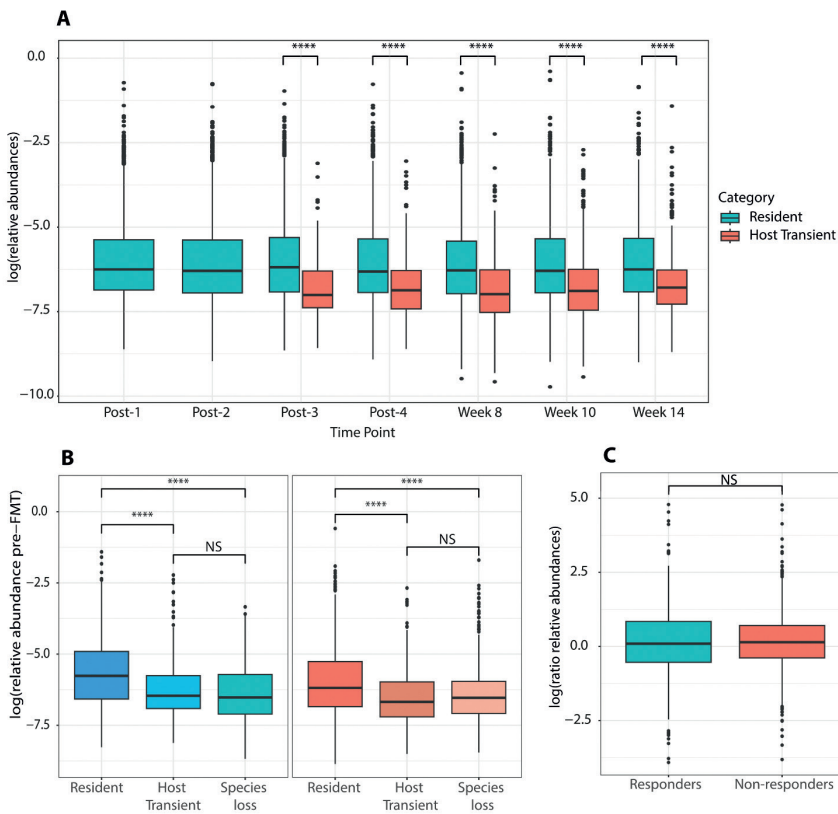 A
**** **** **** **** ****
0.0
−2.5
−5.0
−7.5
−10.0
log(relative abundances)
Post-1 Post-2 Post-3 Post-4 Week 8 Week 10 Week 14
Time Point
Category
Resident
Host Transient
B
log(relative abundance pre−FMT)
0.0
−2.5
−5.0
−7.5
****
****
NS
****
****
NS
Resident Host Species Resident Host Species
Transient loss Transient loss
C
NS
log(ratio relative abundances)
5.0
2.5
0.0
−2.5
Responders Non-responders